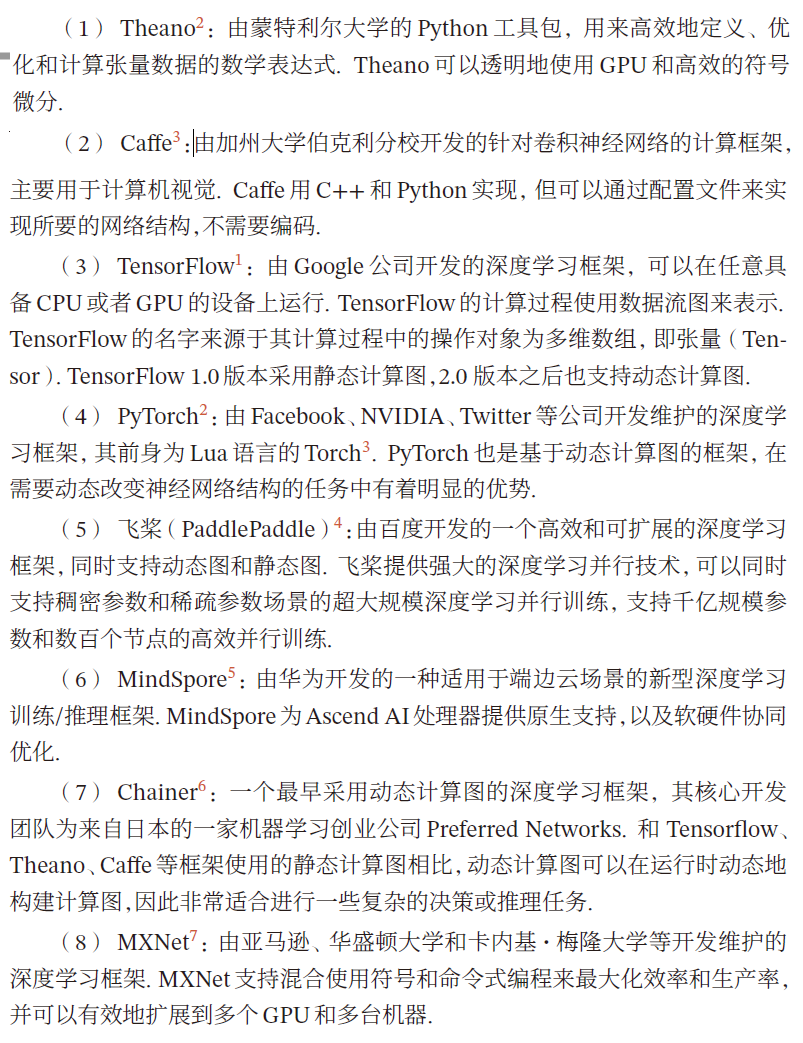 （1） Theano2：由蒙特利尔大学的 Python 工具包，用来高效地定义、优
化和计算张量数据的数学表达式. Theano 可以透明地使用 GPU 和高效的符号
微分.
（2） Caffe3：由加州大学伯克利分校开发的针对卷积神经网络的计算框架，
主要用于计算机视觉. Caffe 用 C++ 和 Python 实现，但可以通过配置文件来实
现所要的网络结构，不需要编码.
（3） TensorFlow1：由 Google 公司开发的深度学习框架，可以在任意具
备 CPU 或者 GPU 的设备上运行. TensorFlow 的计算过程使用数据流图来表示.
TensorFlow 的名字来源于其计算过程中的操作对象为多维数组，即张量（Ten-
sor）. TensorFlow 1.0 版本采用静态计算图，2.0 版本之后也支持动态计算图.
（4） PyTorch2：由 Facebook、NVIDIA、Twitter 等公司开发维护的深度学
习框架，其前身为 Lua 语言的 Torch3. PyTorch 也是基于动态计算图的框架，在
需要动态改变神经网络结构的任务中有着明显的优势.
（5） 飞桨（PaddlePaddle）4：由百度开发的一个高效和可扩展的深度学习
框架，同时支持动态图和静态图. 飞桨提供强大的深度学习并行技术，可以同时
支持稠密参数和稀疏参数场景的超大规模深度学习并行训练，支持千亿规模参
数和数百个节点的高效并行训练.
（6） MindSpore5：由华为开发的一种适用于端边云场景的新型深度学习
训练/推理框架. MindSpore 为 Ascend AI 处理器提供原生支持，以及软硬件协同
优化.
（7） Chainer6：一个最早采用动态计算图的深度学习框架，其核心开发
团队为来自日本的一家机器学习创业公司 Preferred Networks. 和 Tensorflow、
Theano、Caffe 等框架使用的静态计算图相比，动态计算图可以在运行时动态地
构建计算图，因此非常适合进行一些复杂的决策或推理任务.
（8） MXNet7：由亚马逊、华盛顿大学和卡内基·梅隆大学等开发维护的
深度学习框架. MXNet 支持混合使用符号和命令式编程来最大化效率和生产率，
并可以有效地扩展到多个 GPU 和多台机器.